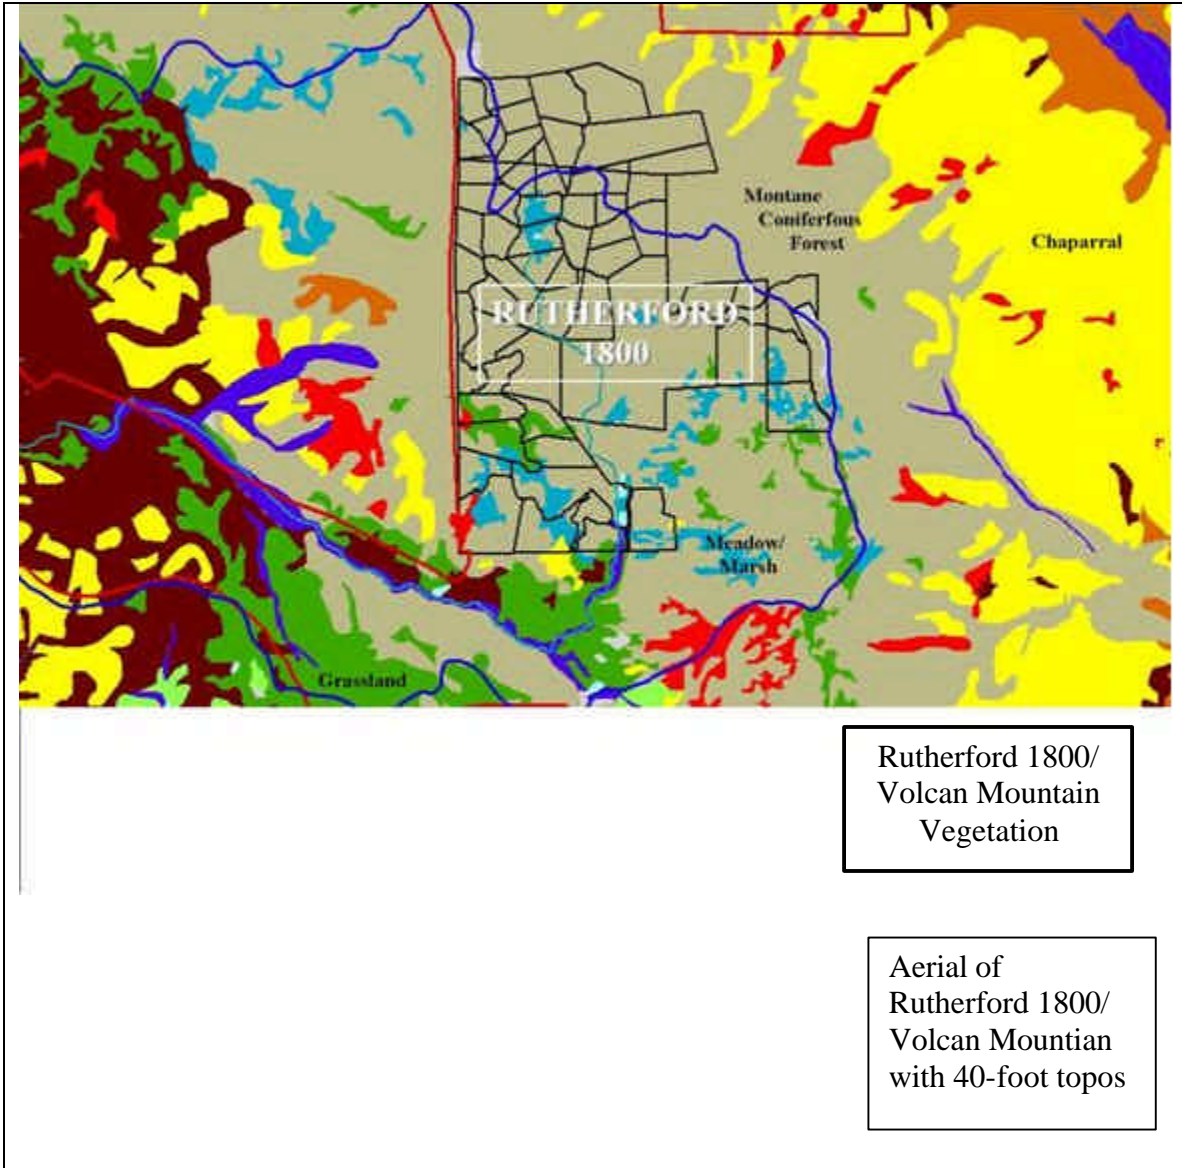 Montane
Coniferfous
Forest
Chaparral
RUTHERFORD
1800
Meadow/
Marsh
Grassland
Rutherford 1800/
Volcan Mountain
Vegetation
Aerial of
Rutherford 1800/
Volcan Mountian
with 40-foot topos